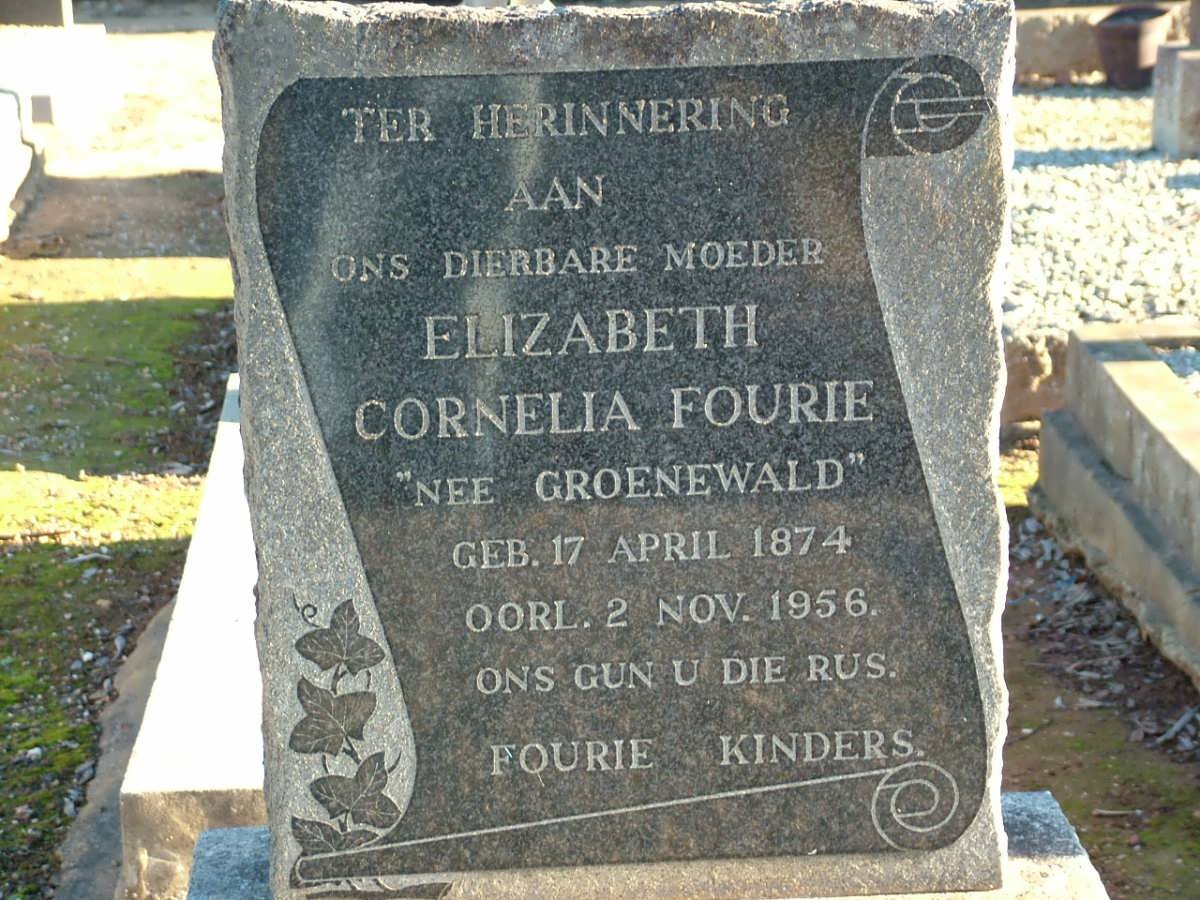 TER HERINNERING
AAN
ONS DIERBARE MOEDER
ELIZABETH
CORNELIA FOURIE
"NEE GROENEWALD"
GEB. 17 APRIL 1874
OORL. 2 NOV. 1956.
ONS GUN U DIE RUS.
FOURIE KINDERS.